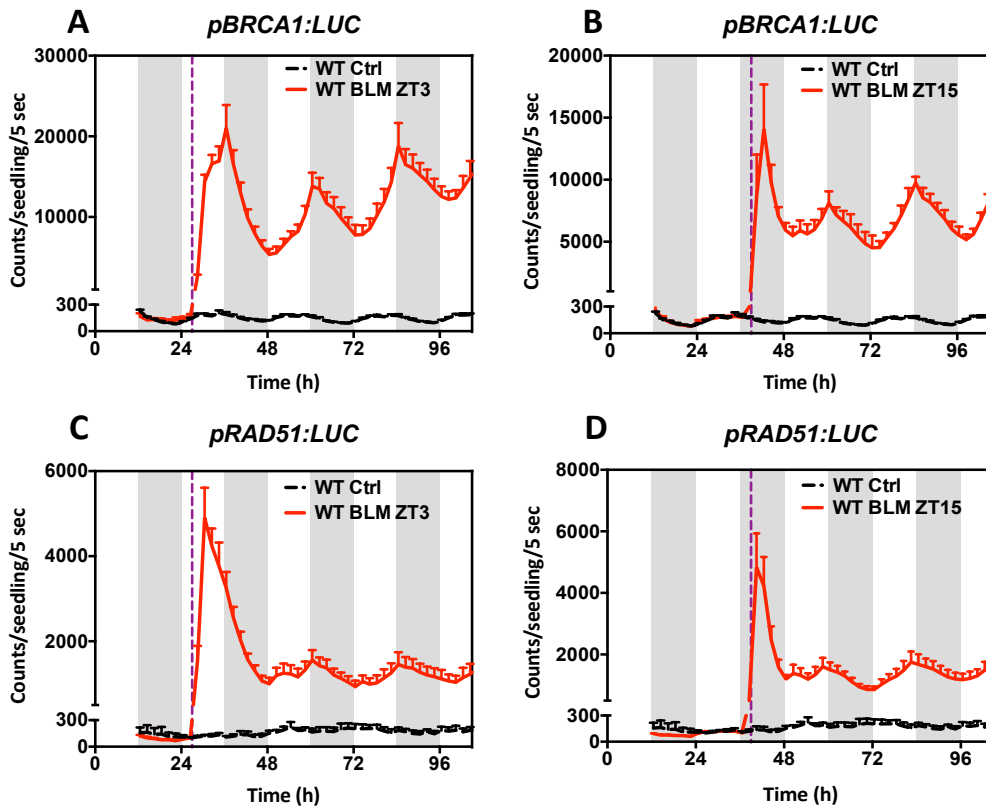 A
pBRCA1:LUC
30000
20000
10000
300
0
Counts/seedling/5 sec
WT Ctrl
WT BLM ZT3
0 24 48 72 96
Time (h)
B
pBRCA1:LUC
20000
15000
10000
5000
300
0
Counts/seedling/5 sec
WT Ctrl
WT BLM ZT15
0 24 48 72 96
Time (h)
C
pRAD51:LUC
6000
4000
2000
300
0
Counts/seedling/5 sec
WT Ctrl
WT BLM ZT3
0 24 48 72 96
Time (h)
D
pRAD51:LUC
8000
6000
4000
2000
300
0
Counts/seedling/5 sec
WT Ctrl
WT BLM ZT15
0 24 48 72 96
Time (h)